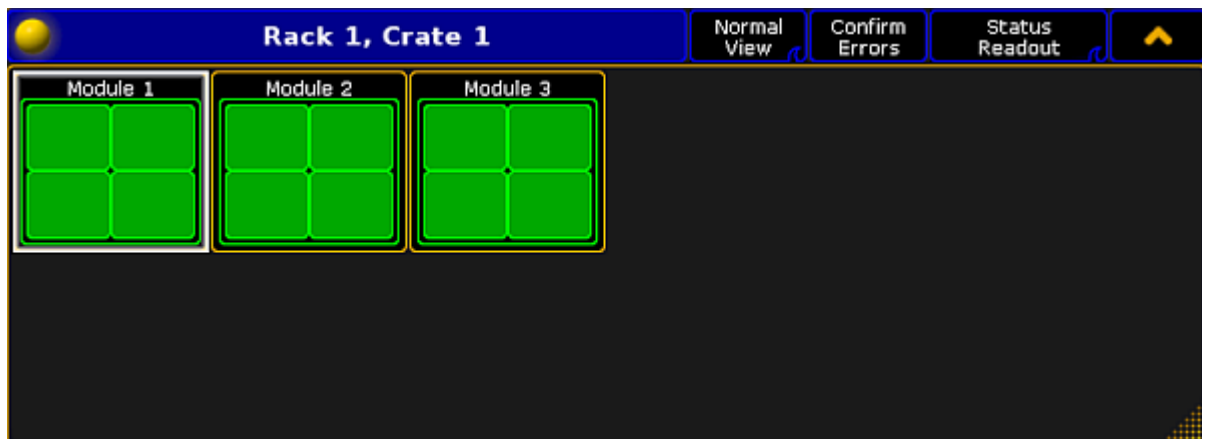 Rack 1, Crate 1
Normal
View
Confirm
Errors
Status
Readout
Module 1
Module 2
Module 3